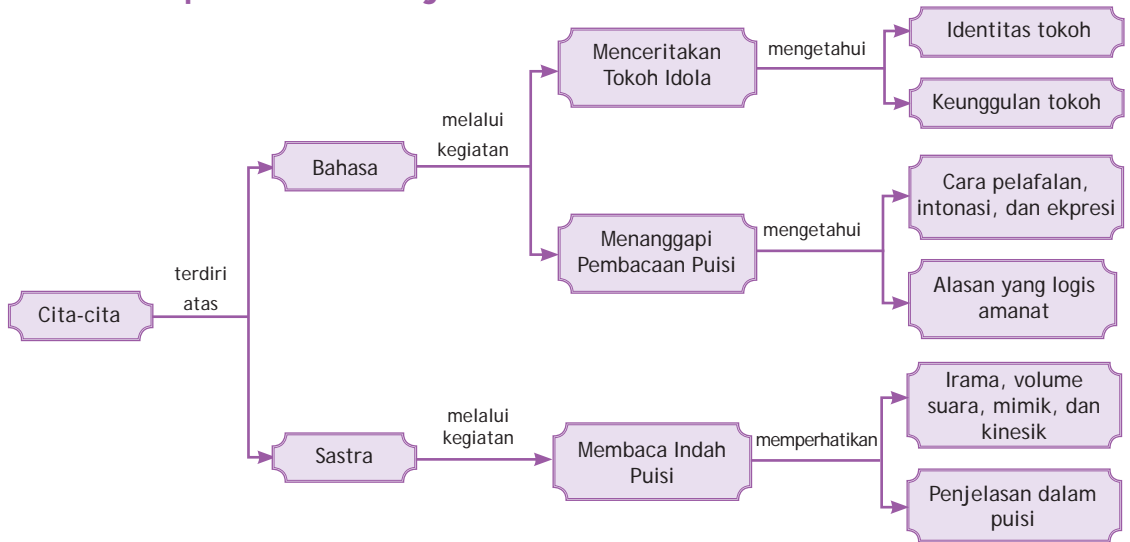 Cita-cita
terdiri
atas
Bahasa
melalui
kegiatan
Menceritakan
Tokoh Idola
mengetahui
Identitas tokoh
Keunggulan tokoh
Menanggapi
Pembacaan Puisi
mengetahui
Cara pelafalan,
intonasi, dan ekpresi
Alasan yang logis
amanat
Sastra
melalui
kegiatan
Membaca Indah
Puisi
memperhatikan
Irama, volume
suara, mimik, dan
kinesik
Penjelasan dalam
puisi